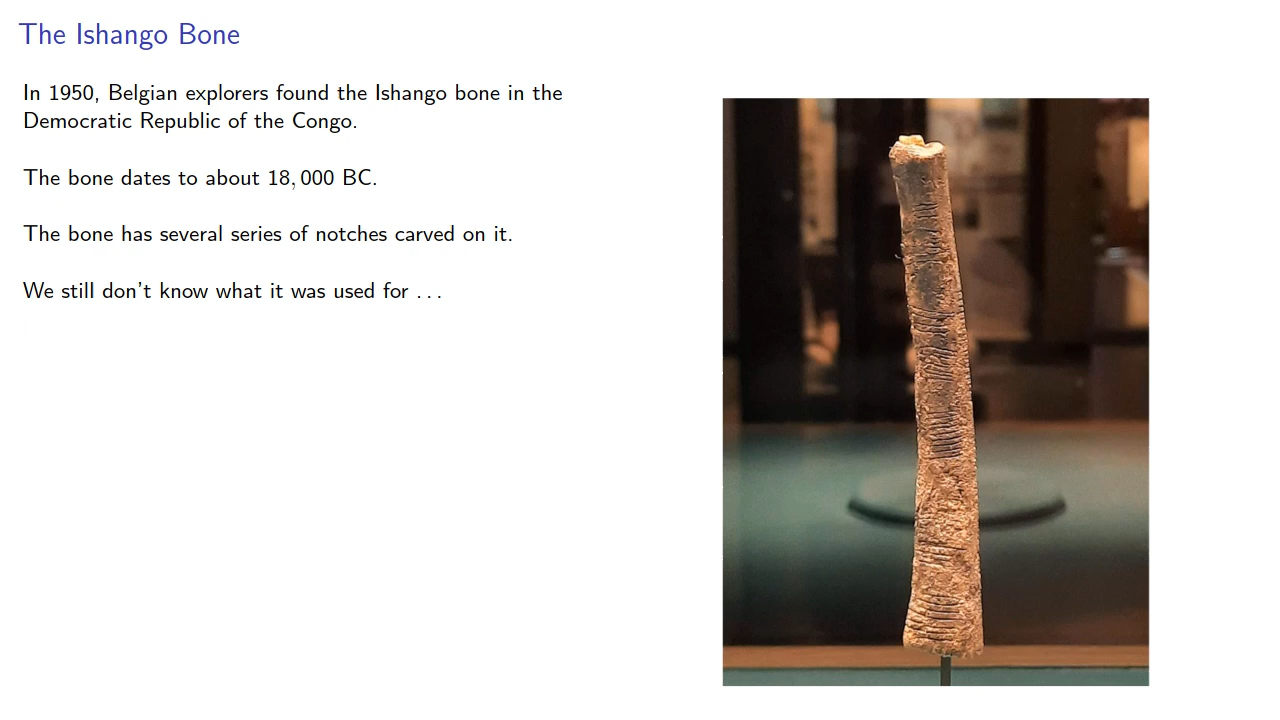 The Ishango Bone
In 1950, Belgian explorers found the Ishango bone in the
Democratic Republic of the Congo.
The bone dates to about 18,000 BC.
The bone has several series of notches carved on it.
We still don't know what it was used for ...